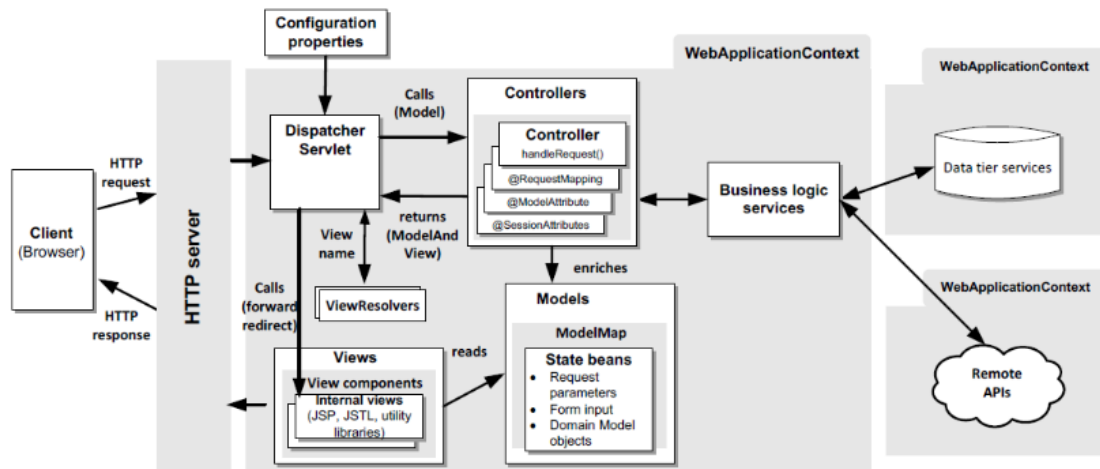 Configuration
properties
WebApplicationContext
WebApplicationContext
Calls
(Model)
Controllers
Dispatcher
Servlet
Controller
handleRequest()
@RequestMapping
@ModelAttribute
@SessionAttributes
HTTP
request
Client
(Browser)
HTTP
response
HTTP server
returns
(ModelAnd
View)
View
name
ViewResolvers
Calls
(forward
redirect)
Business logic
services
Data tier services
enriches
Models
ModelMap
State beans
• Request
parameters
• Form input
• Domain Model
objects
reads
Views
View components
Internal views
(JSP, JSTL, utility
libraries)
WebApplicationContext
Remote
APIs